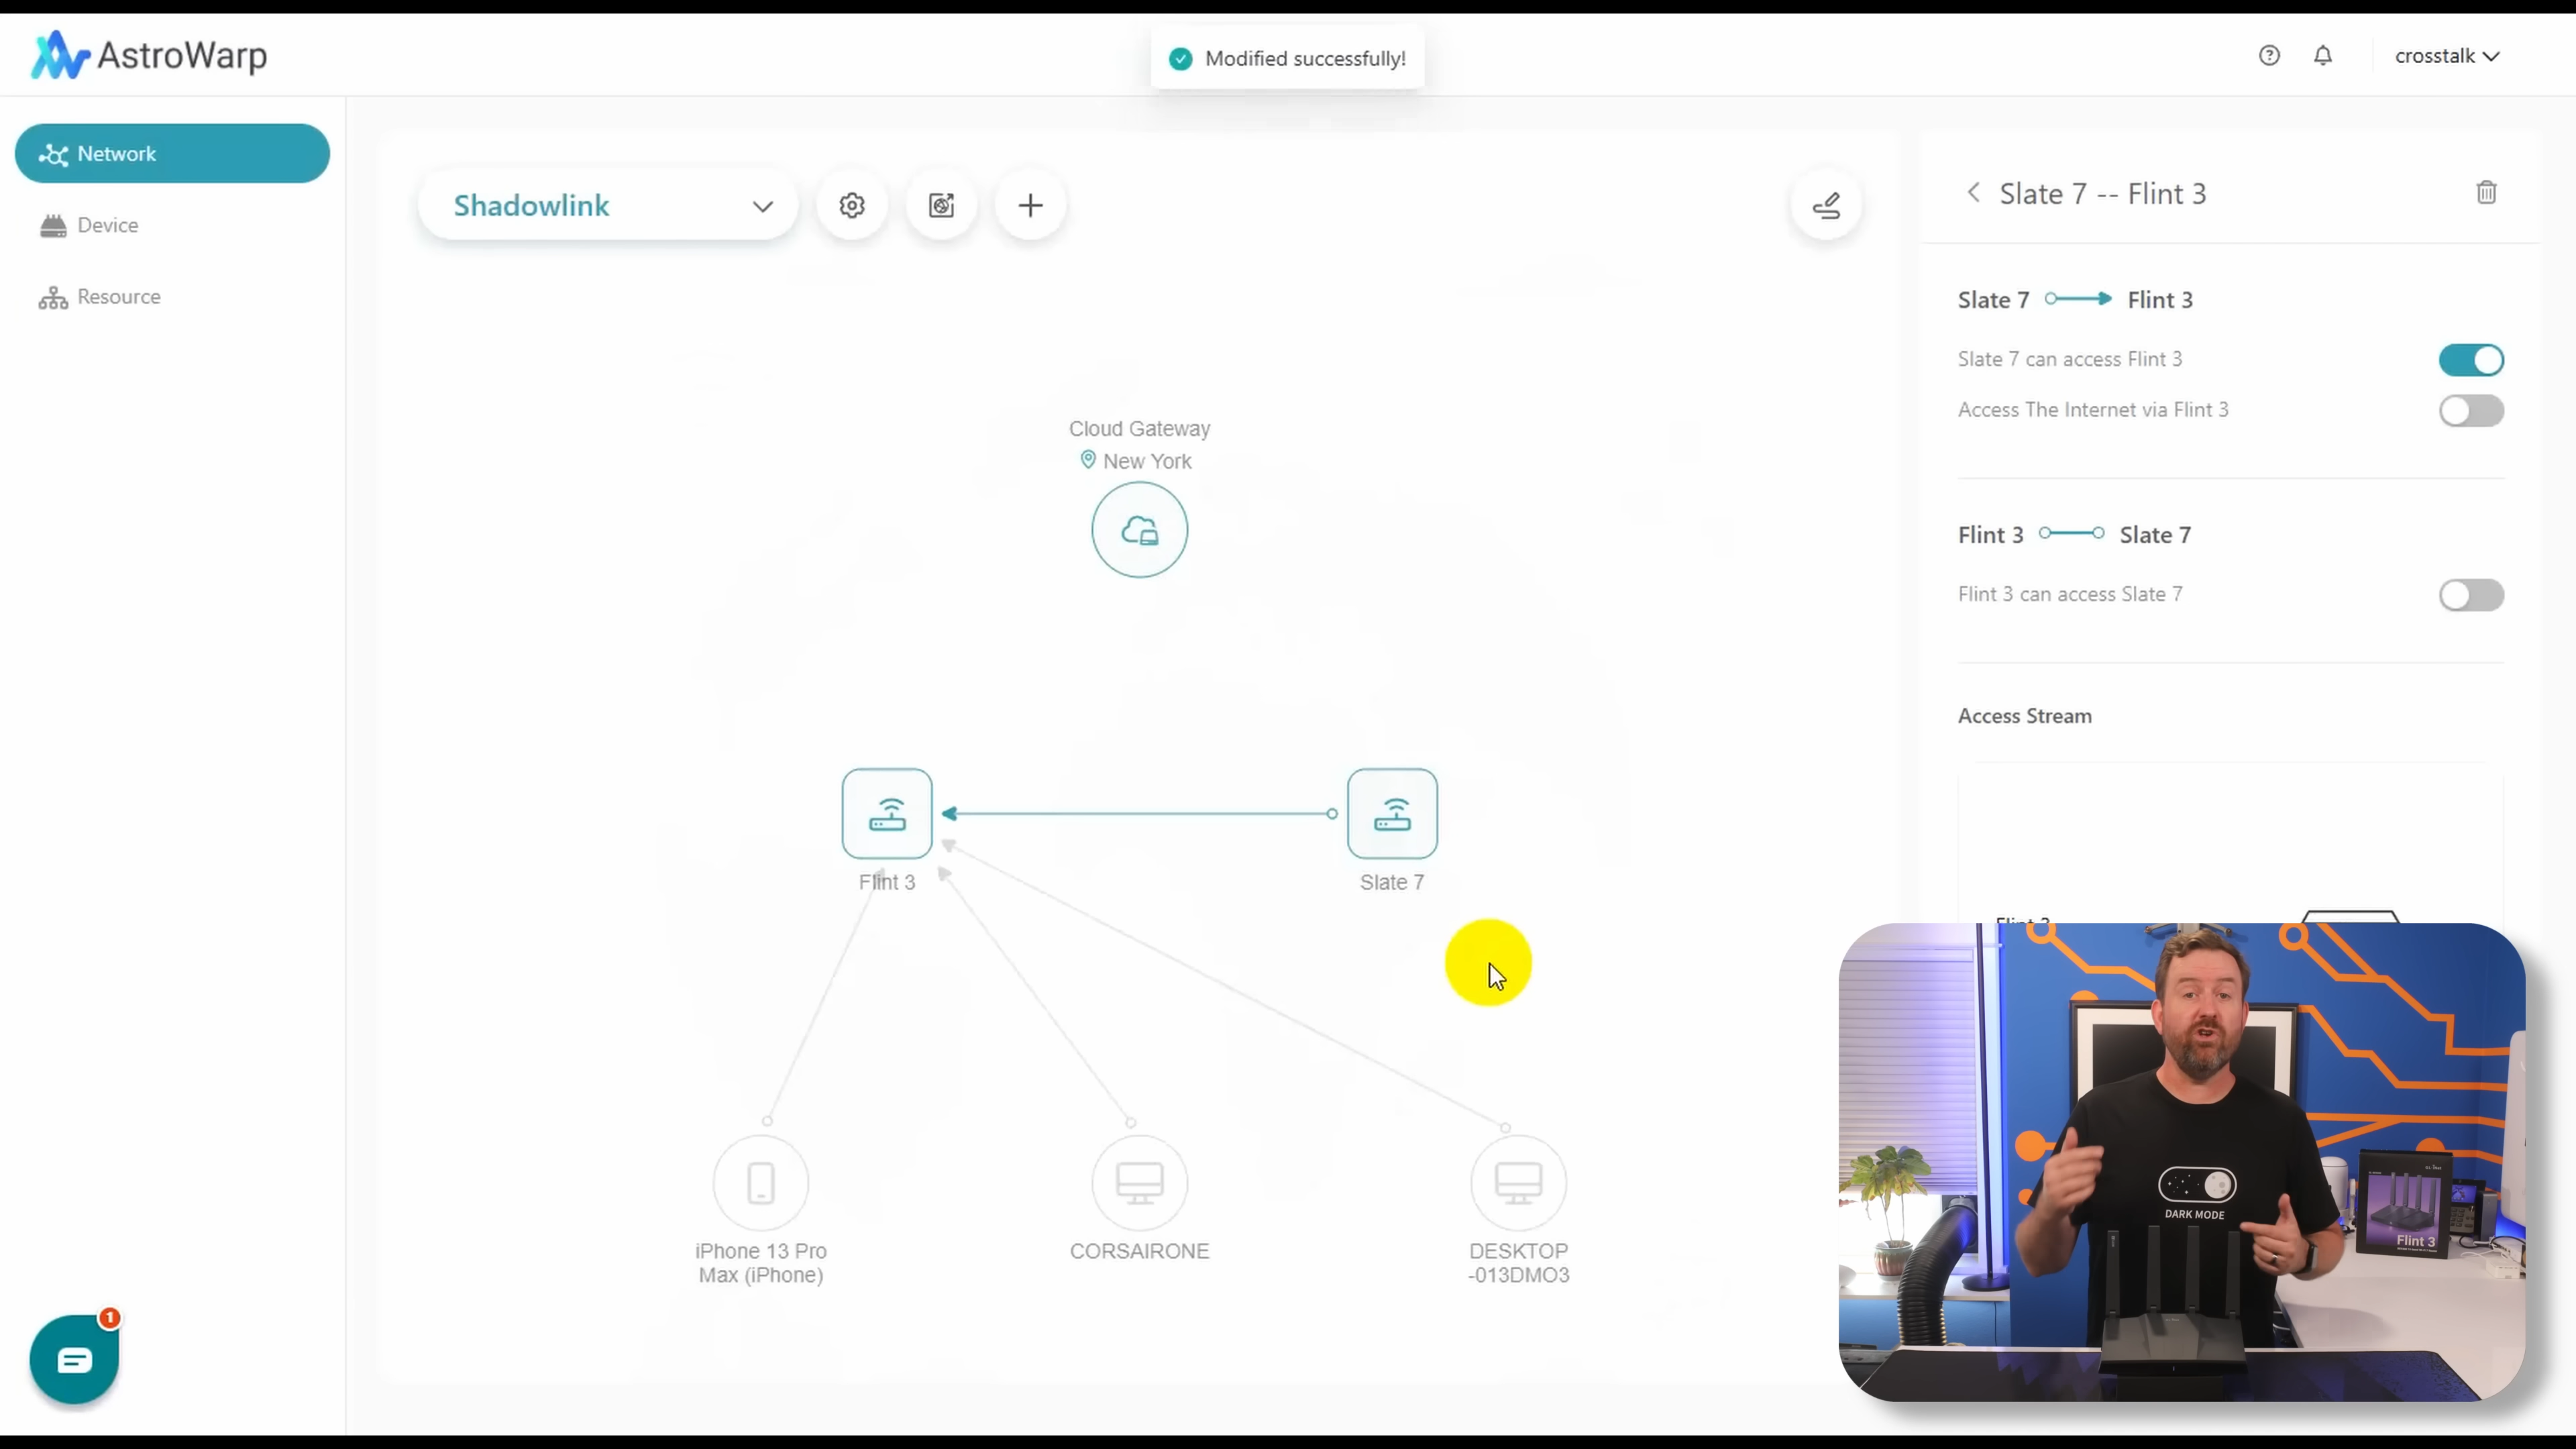 AstroWarp
Modified successfully!
crosstalk
Network
Device
Resource
Shadowlink
Cloud Gateway
New York
Flint 3
Slate 7
iPhone 13 Pro
Max (iPhone)
CORSAIRONE
DESKTOP
-013DMO3
1
Slate 7 -- Flint 3
Slate 7 Flint 3
Slate 7 can access Flint 3
Access The Internet via Flint 3
Flint 3 Slate 7
Flint 3 can access Slate 7
Access Stream
Flint 3
DARK MODE
Flint 3